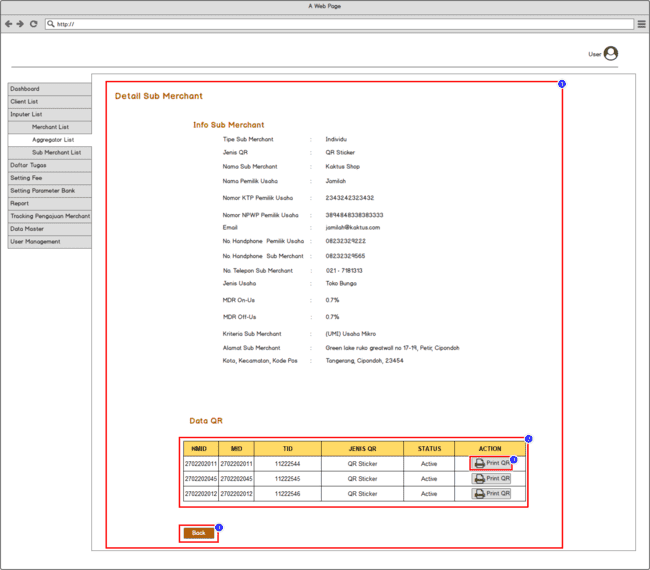 A Web Page
http://
User
Dashboard
Client List
Inputer List
Merchant List
Aggregator List
Sub Merchant List
Daftar Tugas
Setting Fee
Setting Parameter Bank
Report
Tracking Pengajuan Merchant
Data Master
User Management
1
Detail Sub Merchant
Info Sub Merchant
Tipe Sub Merchant : Individu
Jenis QR : QR Sticker
Nama Sub Merchant : Kaktus Shop
Nama Pemilik Usaha : Jamilah
Nomor KTP Pemilik Usaha : 2343242323432
Nomor NPWP Pemilik Usaha : 3894848338383333
Email : jamilah@kaktus.com
No. Handphone Pemilik Usaha : 08232329222
No. Handphone Sub Merchant : 08232329565
No. Telepon Sub Merchant : 021 - 7181313
Jenis Usaha : Toko Bunga
MDR On-Us : 0.7%
MDR Off-Us : 0.7%
Kriteria Sub Merchant : (UMI) Usaha Mikro
Alamat Sub Merchant : Green lake ruko greatwall no 17-19, Petir, Cipondoh
Kota, Kecamatan, Kode Pos : Tangerang, Cipondoh, 23454
Data QR
NMID MID TID JENIS QR STATUS ACTION
2702202011 2702202011 11222544 QR Sticker Active Print QR
2702202045 2702202045 11222545 QR Sticker Active Print QR
2702202012 2702202012 11222546 QR Sticker Active Print QR
Back